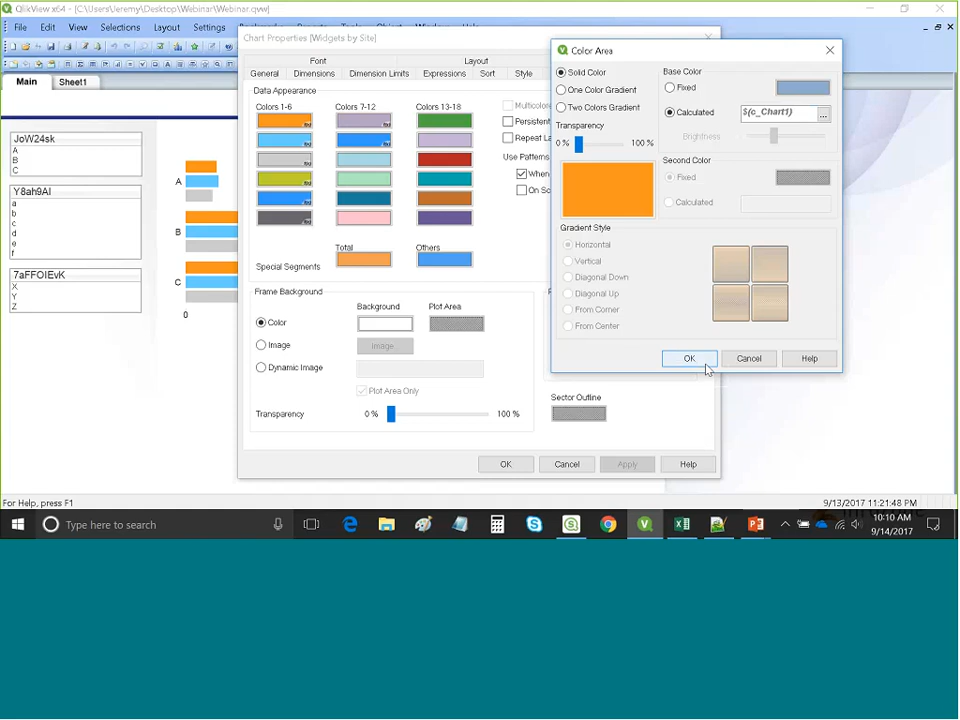 QlikView x64 - [C:\Users\Jeremy\Desktop\Webinar\Webinar.qvw]
File Edit View Selections Layout Settings
Main Sheet1
JoW24sk
A
B
C
Y8ah9AI
a
b
c
d
e
f
7aFFOIEvK
X
Y
Z
A
B
C
0
Chart Properties [Widgets by Site]
Font Layout
General Dimensions Dimension Limits Expressions Sort Style
Data Appearance
Colors 1-6 Colors 7-12 Colors 13-18
Multicolore
Persistent
Repeat La
Use Patterns
When
On So
Total Others
Special Segments
Frame Background
Background Plot Area
Color
Image Image
Dynamic Image
Plot Area Only
Transparency 0 % 100 %
Sector Outline
OK Cancel Apply Help
Color Area
Solid Color
One Color Gradient
Two Colors Gradient
Transparency
0 % 100 %
Base Color
Fixed
Calculated $(c_Chart1) ...
Brightness
Second Color
Fixed
Calculated
Gradient Style
Horizontal
Vertical
Diagonal Down
Diagonal Up
From Corner
From Center
OK Cancel Help
For Help, press F1 9/13/2017 11:21:48 PM
Type here to search
10:10 AM
9/14/2017